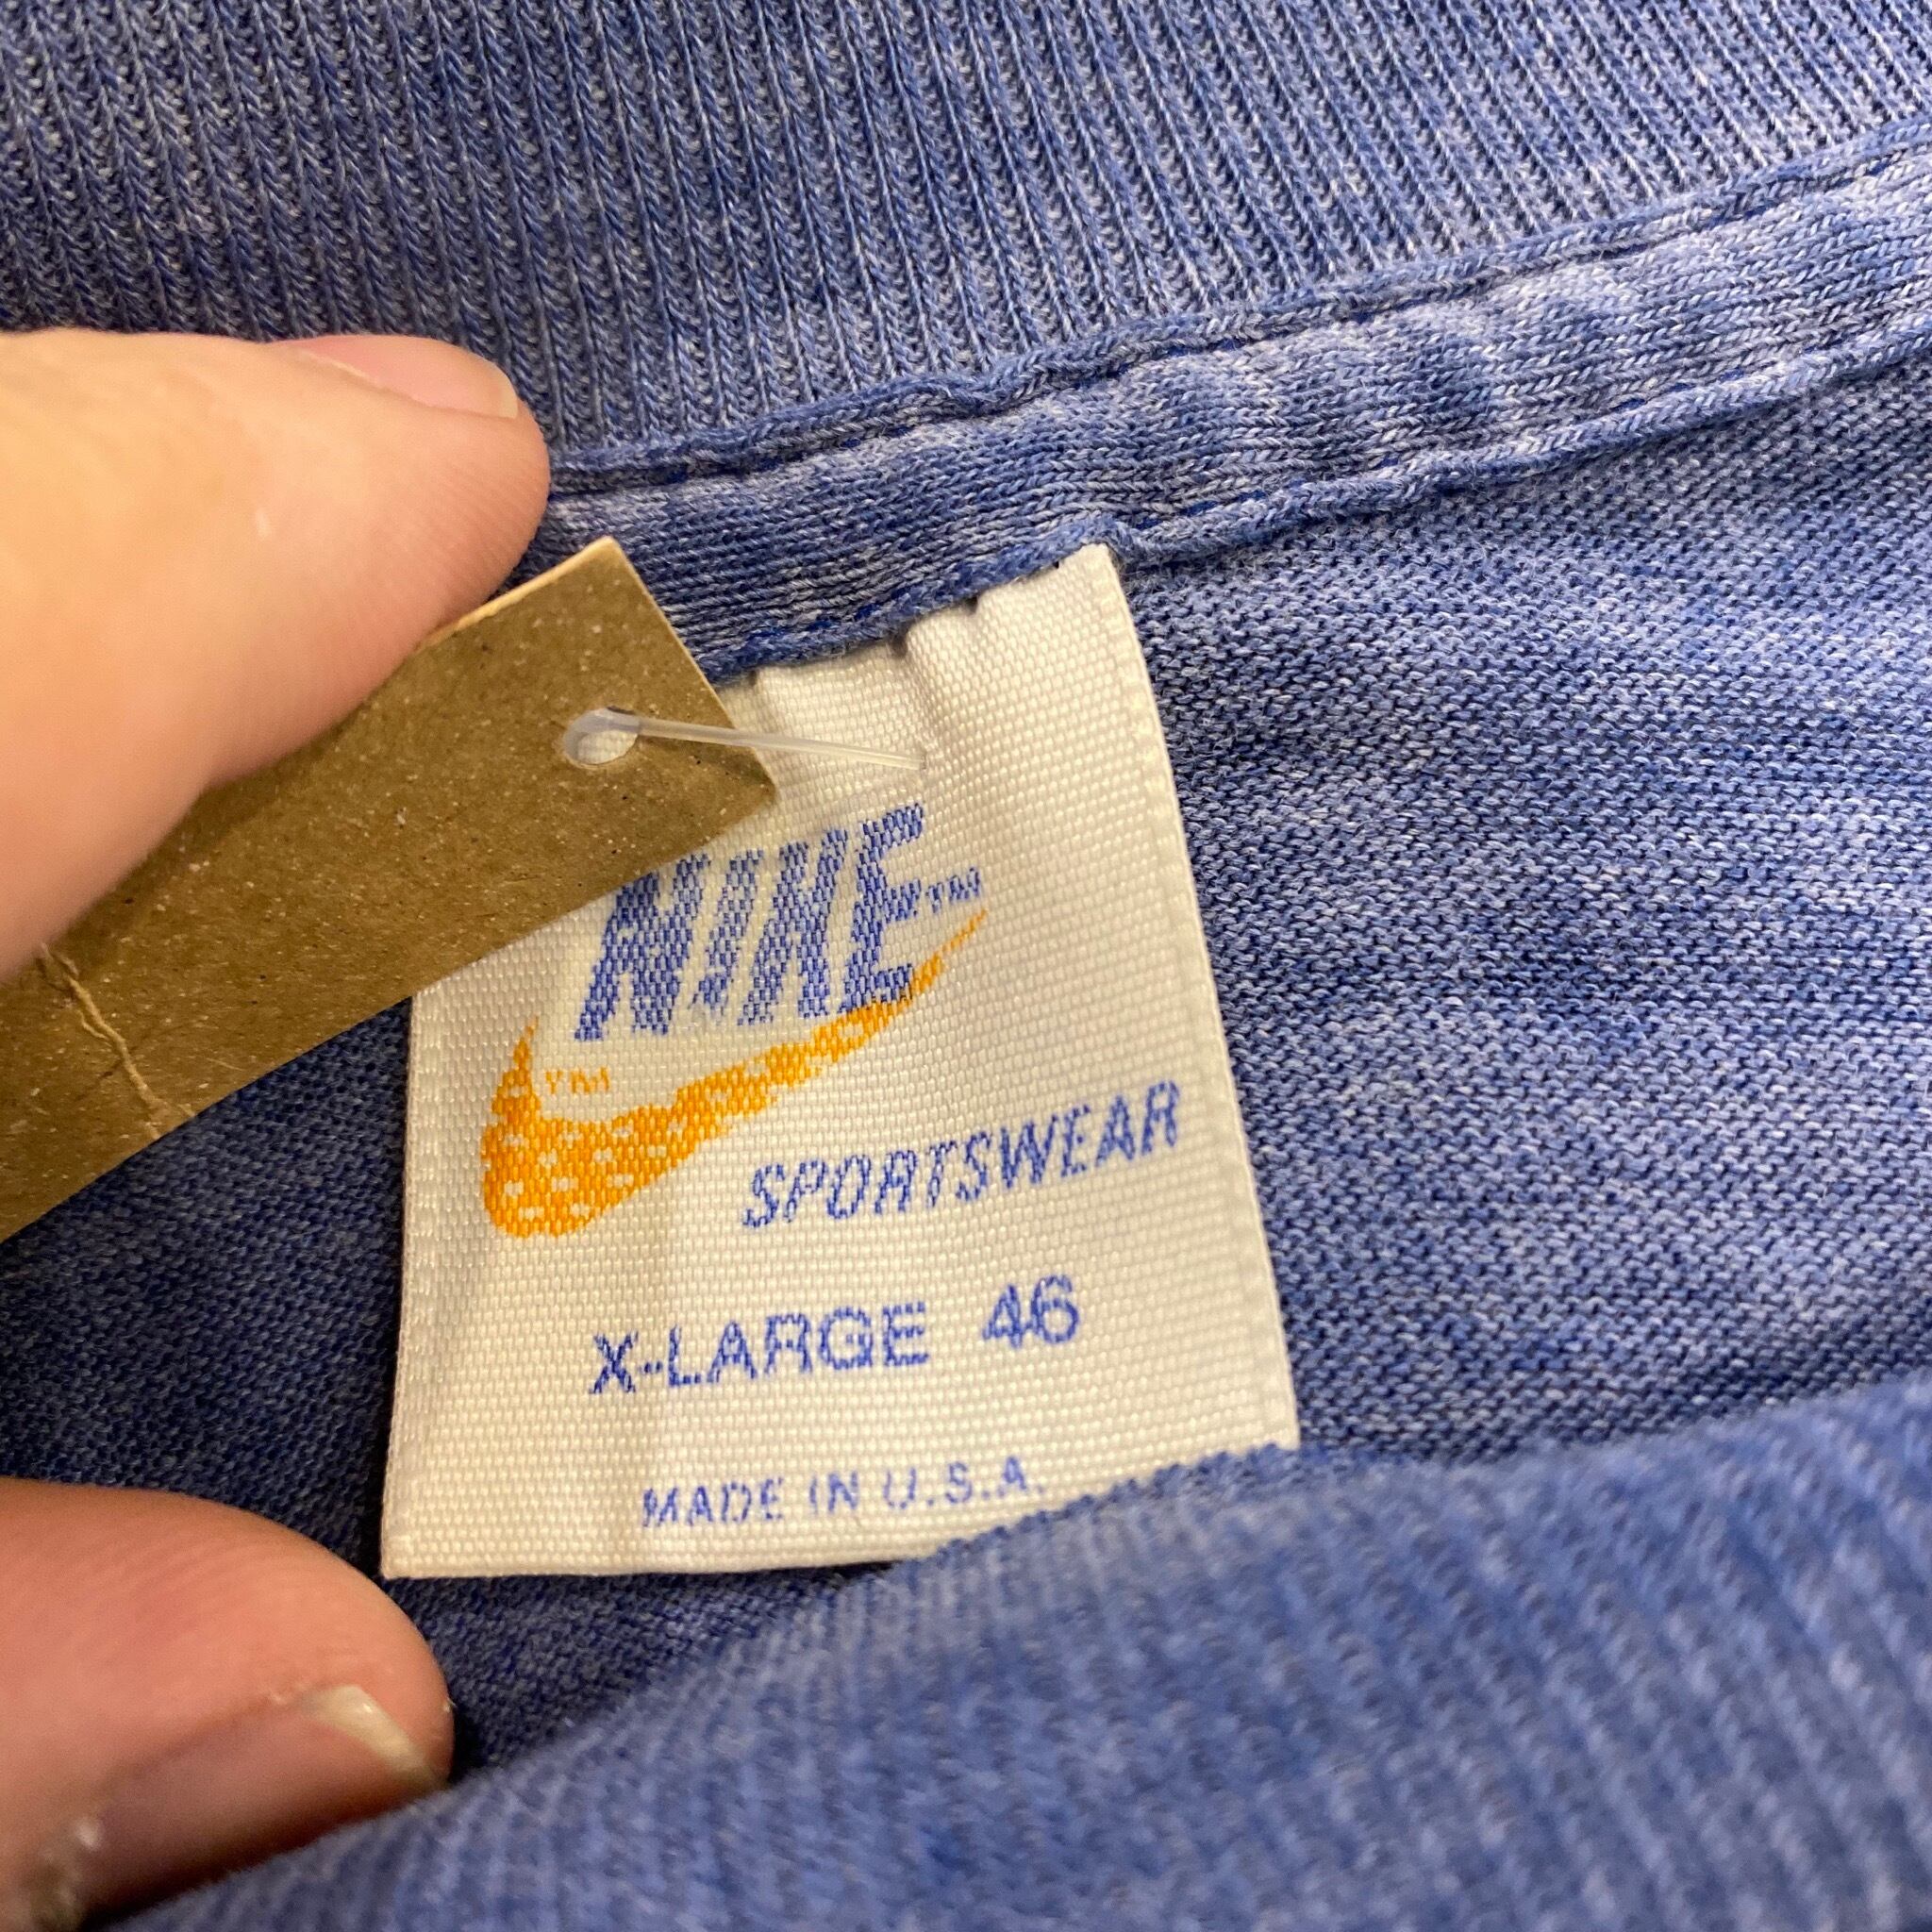 NIKE™
™
SPORTSWEAR
X-LARGE 46
MADE IN U.S.A.